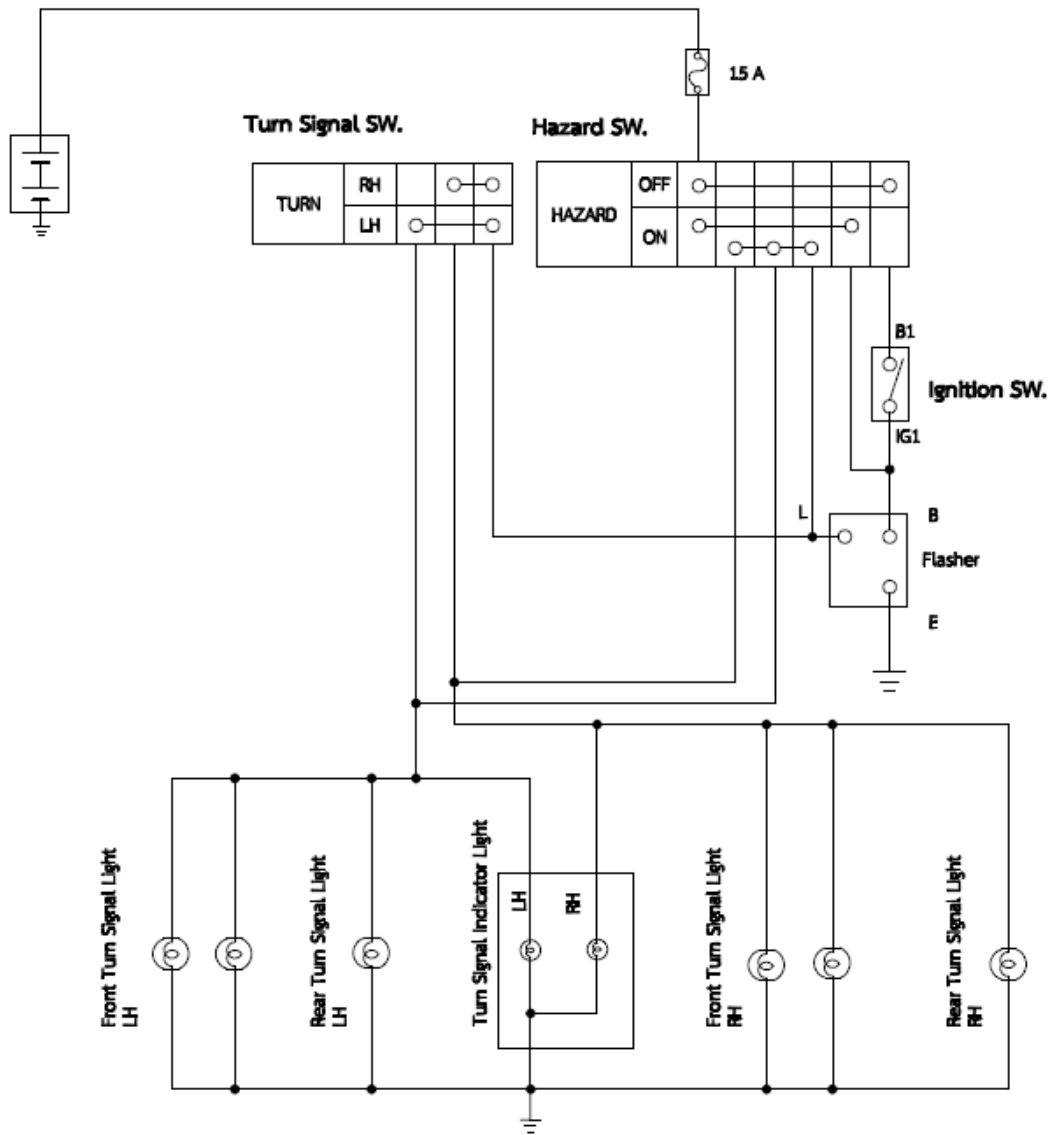 15 A
Turn Signal SW.
Hazard SW.
TURN
RH
LH
HAZARD
OFF
ON
B1
Ignition SW.
IG1
L
B
Flasher
E
Front Turn Signal Light
LH
Rear Turn Signal Light
LH
Turn Signal Indicator Light
LH
RH
Front Turn Signal Light
RH
Rear Turn Signal Light
RH